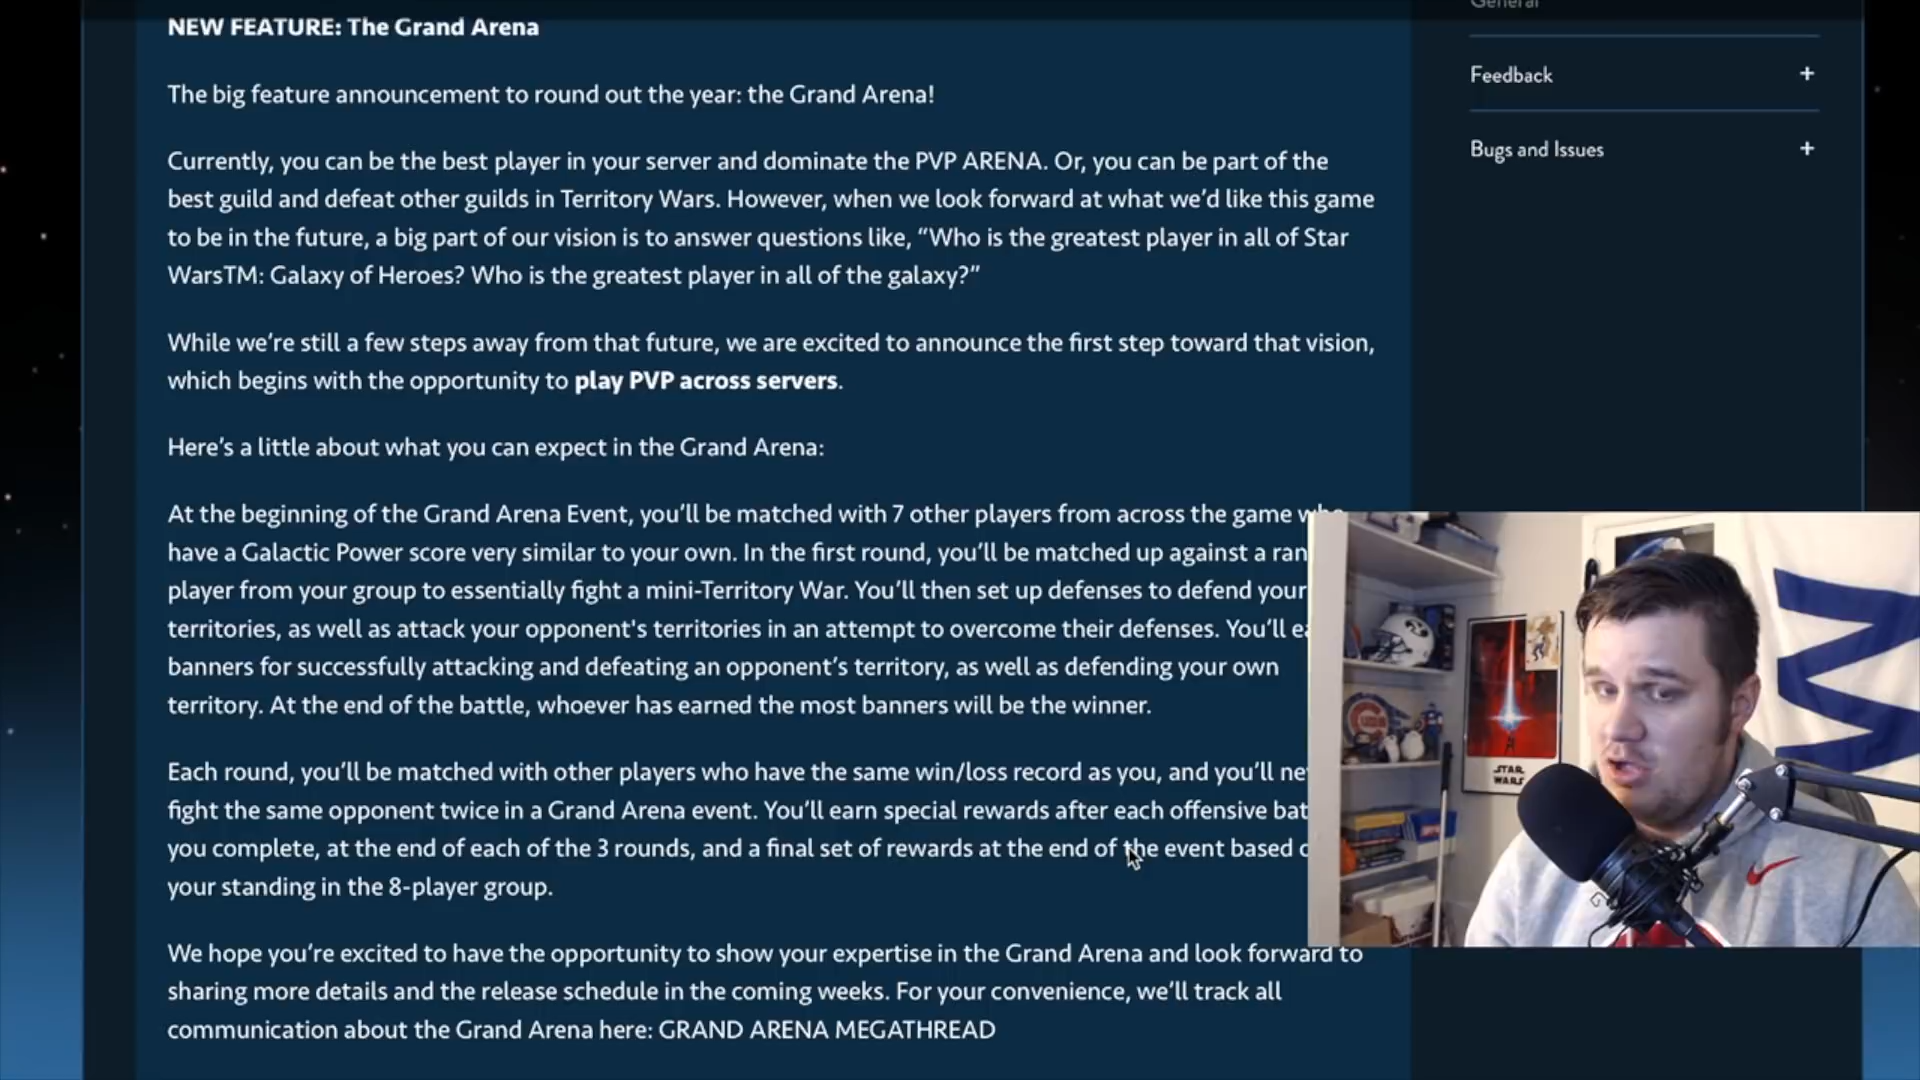 General
NEW FEATURE: The Grand Arena
Feedback +
The big feature announcement to round out the year: the Grand Arena!
Bugs and Issues +
Currently, you can be the best player in your server and dominate the PVP ARENA. Or, you can be part of the
best guild and defeat other guilds in Territory Wars. However, when we look forward at what we’d like this game
to be in the future, a big part of our vision is to answer questions like, “Who is the greatest player in all of Star
WarsTM: Galaxy of Heroes? Who is the greatest player in all of the galaxy?”
While we’re still a few steps away from that future, we are excited to announce the first step toward that vision,
which begins with the opportunity to play PVP across servers.
Here’s a little about what you can expect in the Grand Arena:
At the beginning of the Grand Arena Event, you’ll be matched with 7 other players from across the game who
have a Galactic Power score very similar to your own. In the first round, you’ll be matched up against a ran
player from your group to essentially fight a mini-Territory War. You’ll then set up defenses to defend your
territories, as well as attack your opponent's territories in an attempt to overcome their defenses. You’ll ea
banners for successfully attacking and defeating an opponent’s territory, as well as defending your own
territory. At the end of the battle, whoever has earned the most banners will be the winner.
Each round, you’ll be matched with other players who have the same win/loss record as you, and you’ll ne
fight the same opponent twice in a Grand Arena event. You’ll earn special rewards after each offensive bat
you complete, at the end of each of the 3 rounds, and a final set of rewards at the end of the event based o
your standing in the 8-player group.
We hope you’re excited to have the opportunity to show your expertise in the Grand Arena and look forward to
sharing more details and the release schedule in the coming weeks. For your convenience, we’ll track all
communication about the Grand Arena here: GRAND ARENA MEGATHREAD
STAR
WARS
CUBS
W